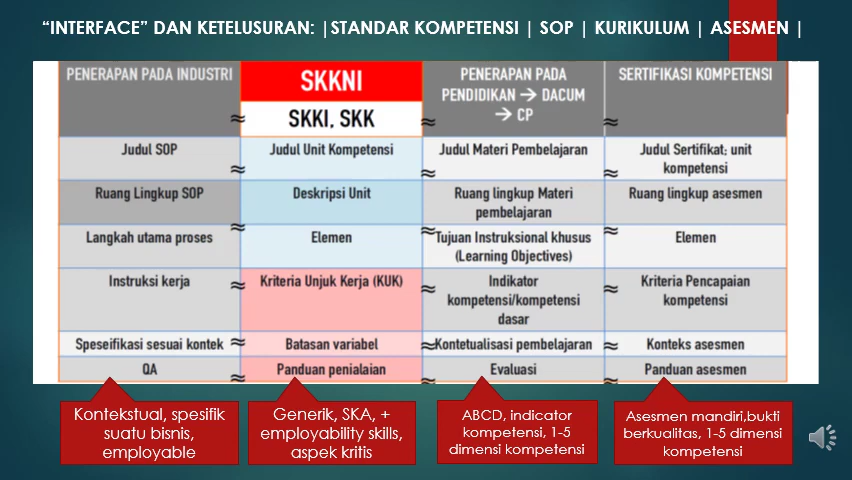 “INTERFACE” DAN KETELUSURAN: |STANDAR KOMPETENSI | SOP | KURIKULUM | ASESMEN |
PENERAPAN PADA INDUSTRI
≈
SKKNI
SKKI, SKK
≈
PENERAPAN PADA
PENDIDIKAN → DACUM
→ CP
≈
SERTIFIKASI KOMPETENSI
Judul SOP
≈
Judul Unit Kompetensi
≈
Judul Materi Pembelajaran
≈
Judul Sertifikat; unit
kompetensi
Ruang Lingkup SOP
≈
Deskripsi Unit
≈
Ruang lingkup Materi
pembelajaran
≈
Ruang lingkup asesmen
Langkah utama proses
Elemen
Tujuan Instruksional khusus
(Learning Objectives)
Elemen
Instruksi kerja
≈
Kriteria Unjuk Kerja (KUK)
≈
Indikator
kompetensi/kompetensi
dasar
≈
Kriteria Pencapaian
kompetensi
Speseifikasi sesuai kontek
≈
Batasan variabel
≈
Kontetualisasi pembelajaran
≈
Konteks asesmen
QA
≈
Panduan penialaian
≈
Evaluasi
≈
Panduan asesmen
Kontekstual, spesifik
suatu bisnis,
employable
Generik, SKA, +
employability skills,
aspek kritis
ABCD, indicator
kompetensi, 1-5
dimensi kompetensi
Asesmen mandiri,bukti
berkualitas, 1-5 dimensi
kompetensi